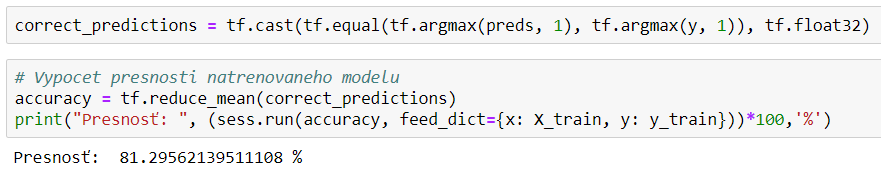 correct_predictions = tf.cast(tf.equal(tf.argmax(preds, 1), tf.argmax(y, 1)), tf.float32)
# Vypocet presnosti natrenovaneho modelu
accuracy = tf.reduce_mean(correct_predictions)
print("Presnosť: ", (sess.run(accuracy, feed_dict={x: X_train, y: y_train}))*100,'%')
Presnosť:  81.29562139511108 %